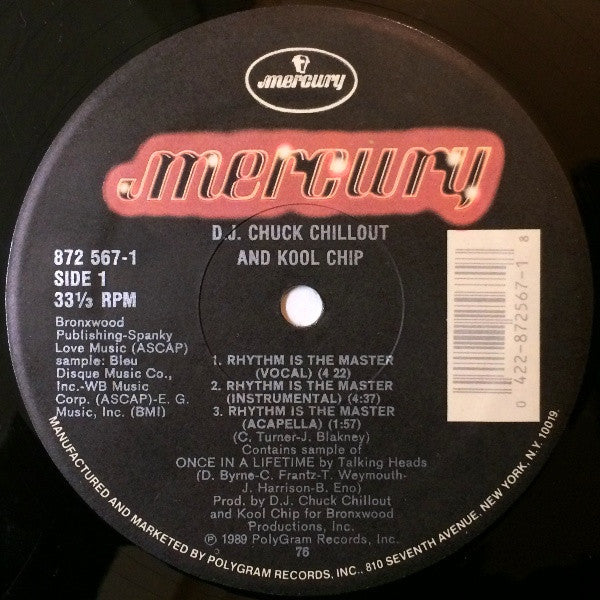 mercury
mercury
D.J. CHUCK CHILLOUT
AND KOOL CHIP
872 567-1
SIDE 1
33⅓ RPM
Bronxwood
Publishing-Spanky
Love Music (ASCAP)
sample: Bleu
Disque Music Co.,
Inc.-WB Music
Corp. (ASCAP)-E. G.
Music, Inc. (BMI)
0 422-872567-1 8
1. RHYTHM IS THE MASTER
(VOCAL) (4 22)
2. RHYTHM IS THE MASTER
(INSTRUMENTAL) (4:37)
3. RHYTHM IS THE MASTER
(ACAPELLA) (1:57)
(C. Turner-J. Blakney)
Contains sample of
ONCE IN A LIFETIME by Talking Heads
(D. Byrne-C. Frantz-T. Weymouth-
J. Harrison-B. Eno)
Prod. by D.J. Chuck Chillout
and Kool Chip for Bronxwood
Productions, Inc.
℗ 1989 PolyGram Records, Inc.
76
MANUFACTURED AND MARKETED BY POLYGRAM RECORDS, INC., 810 SEVENTH AVENUE, NEW YORK, N.Y. 10019.